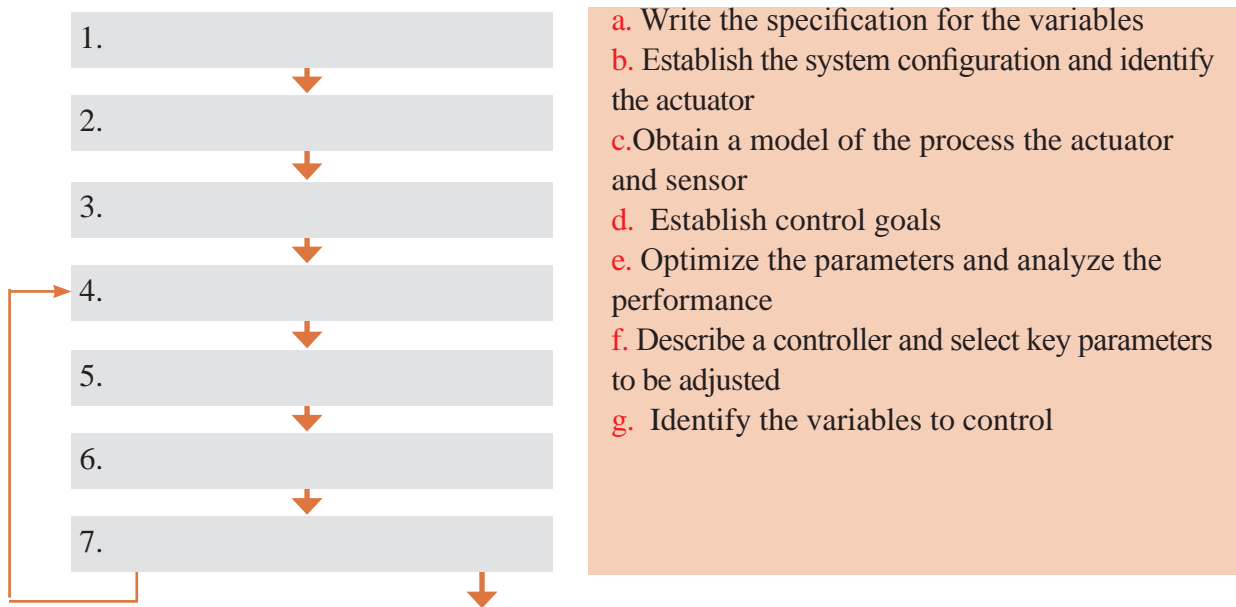 1.
2.
3.
4.
5.
6.
7.
a. Write the specification for the variables
b. Establish the system configuration and identify
the actuator
c.Obtain a model of the process the actuator
and sensor
d. Establish control goals
e. Optimize the parameters and analyze the
performance
f. Describe a controller and select key parameters
to be adjusted
g. Identify the variables to control